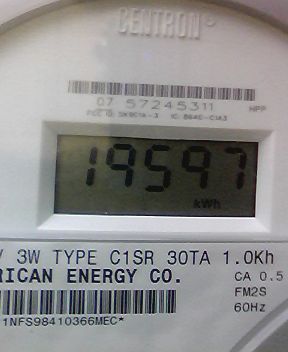 CENTRON
07 57245311 HPP
19597
kWh
V 3W TYPE C1SR 30TA 1.0Kh
RICAN ENERGY CO. CA 0.5
FM2S
1NFS98410366MEC* 60Hz